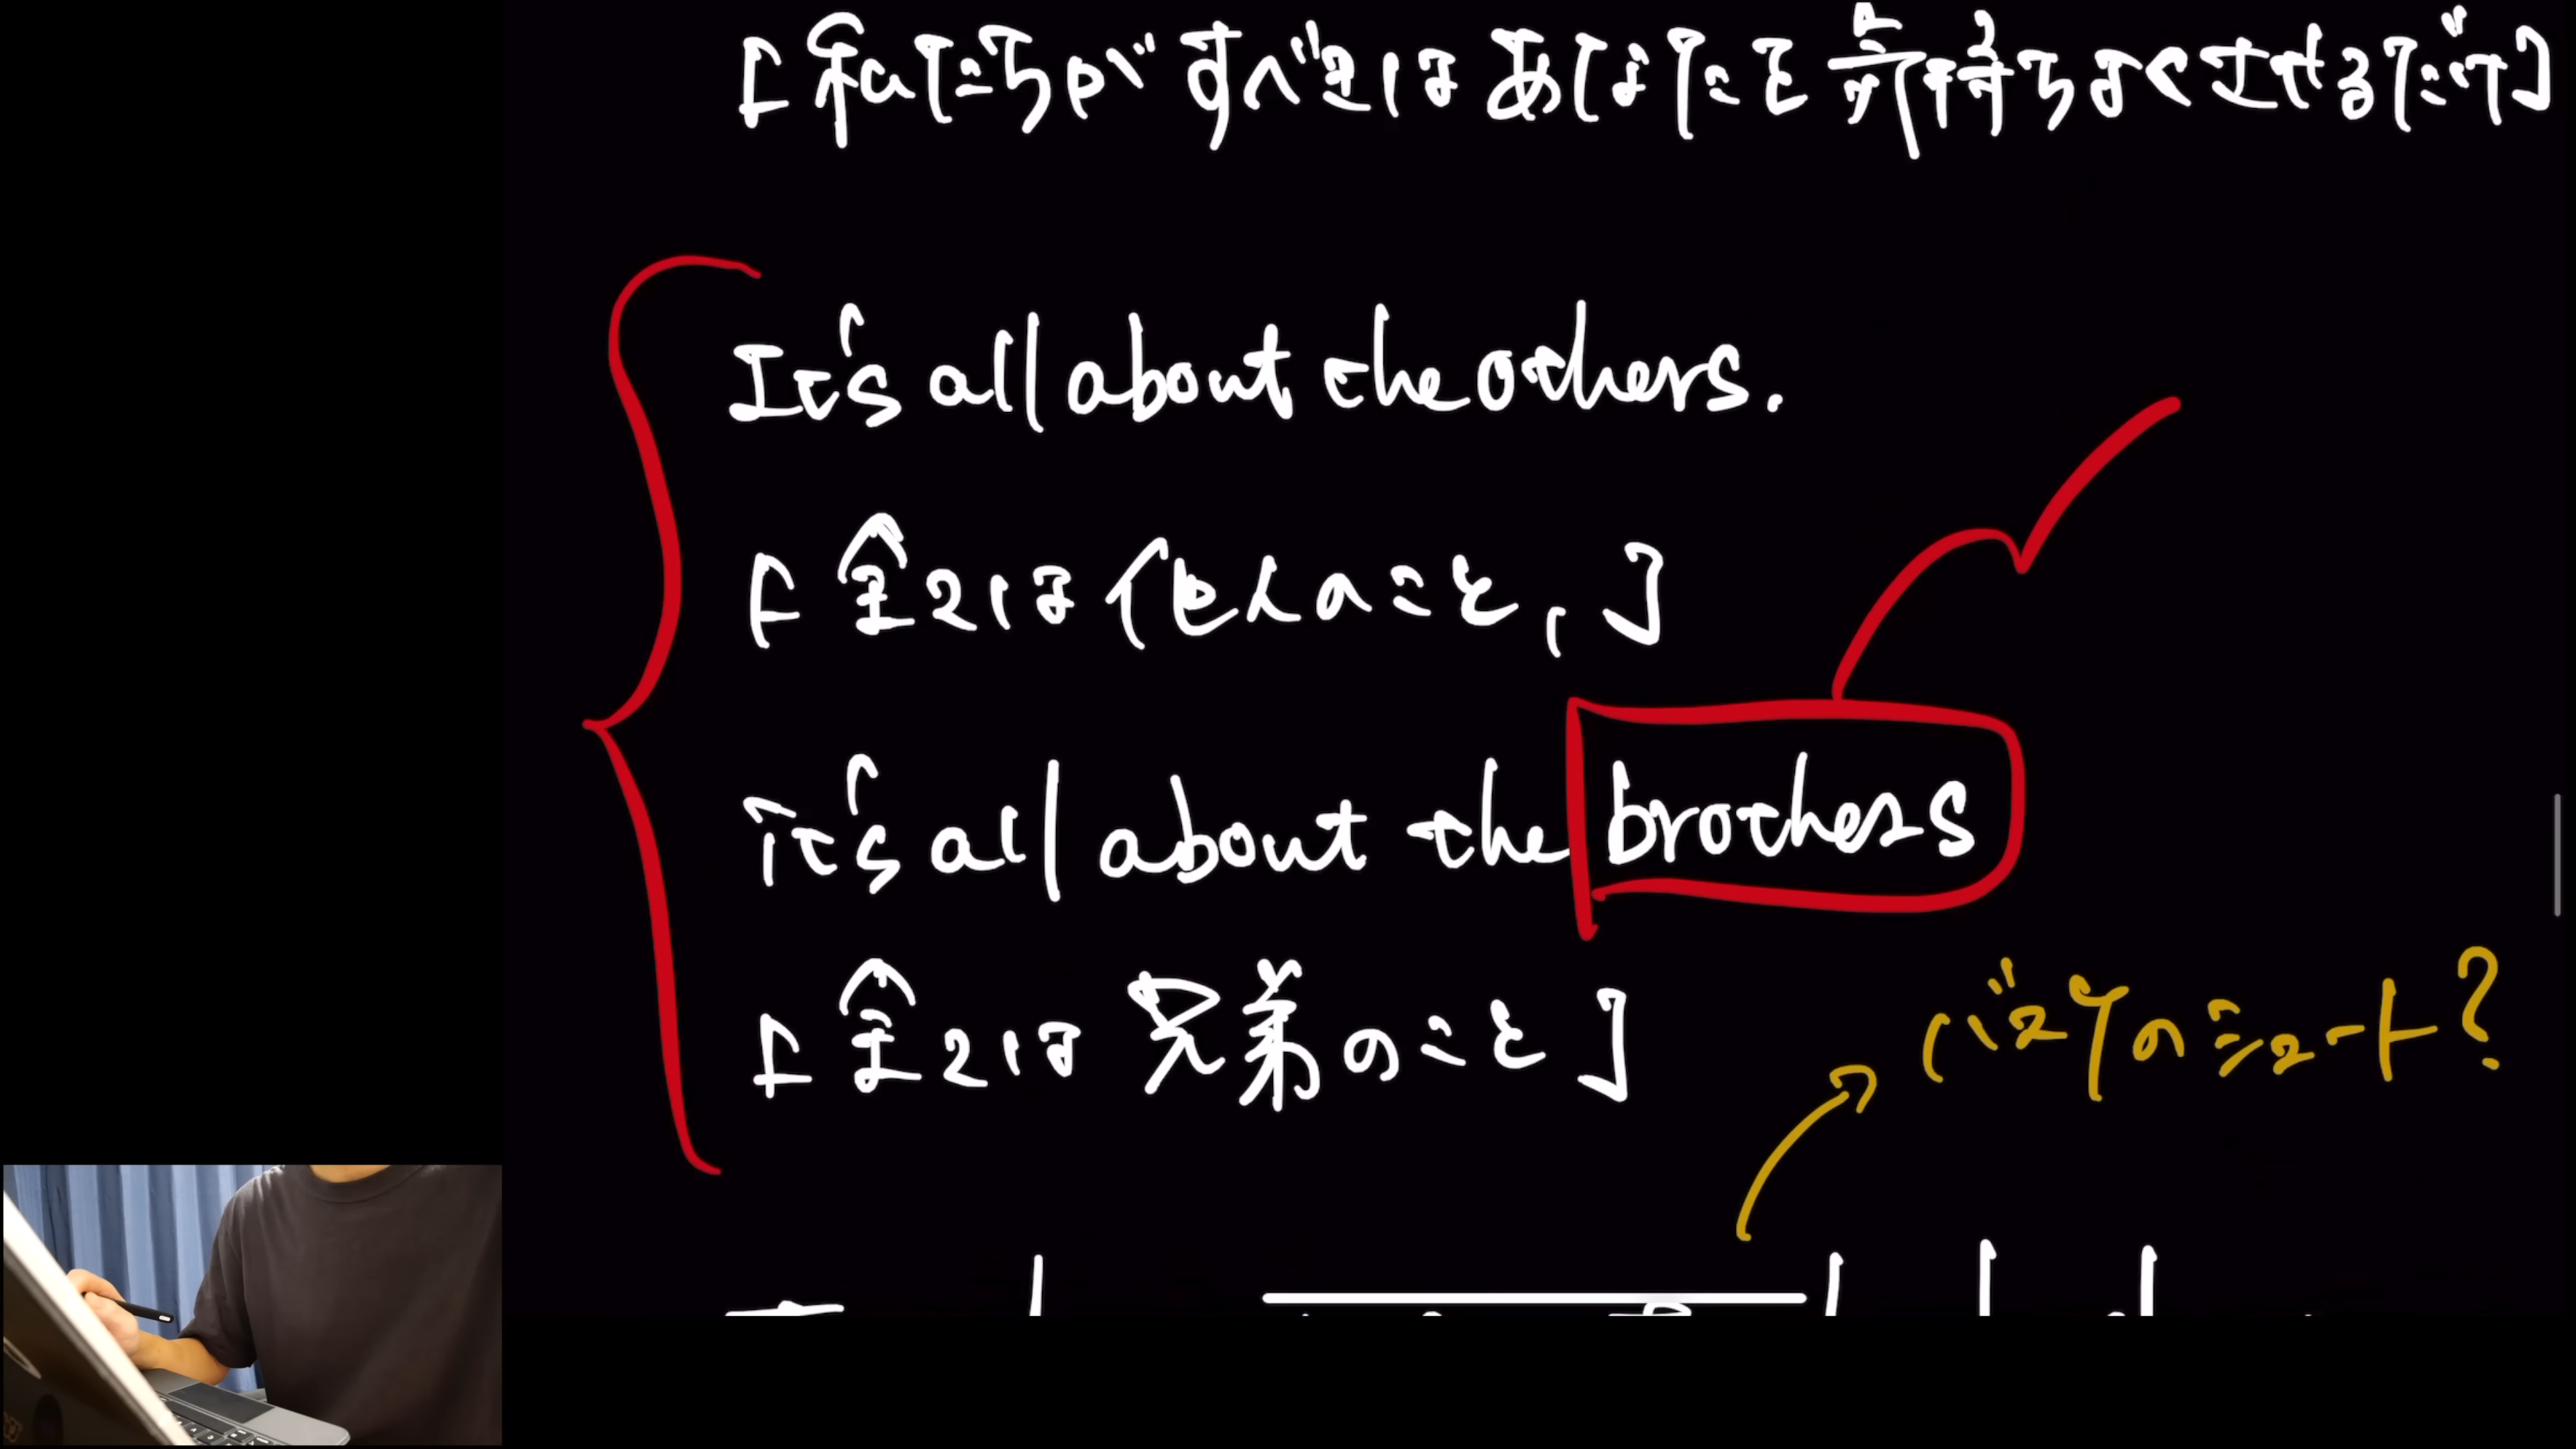 [私たちがすべきはあなたを気持ちよくさせるだけ]
It's all about the others.
[全ては他人のこと,]
it's all about the brothers
[全ては兄弟のこと]
バスケのシュート?